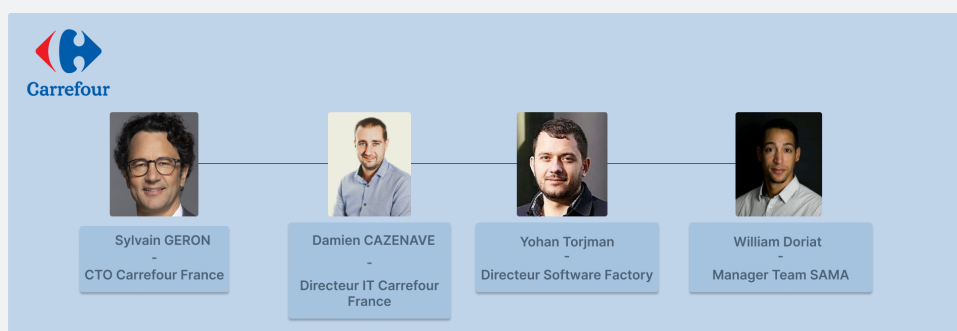 Carrefour
Sylvain GERON
-
CTO Carrefour France
Damien CAZENAVE
-
Directeur IT Carrefour
France
Yohan Torjman
-
Directeur Software Factory
William Doriat
-
Manager Team SAMA